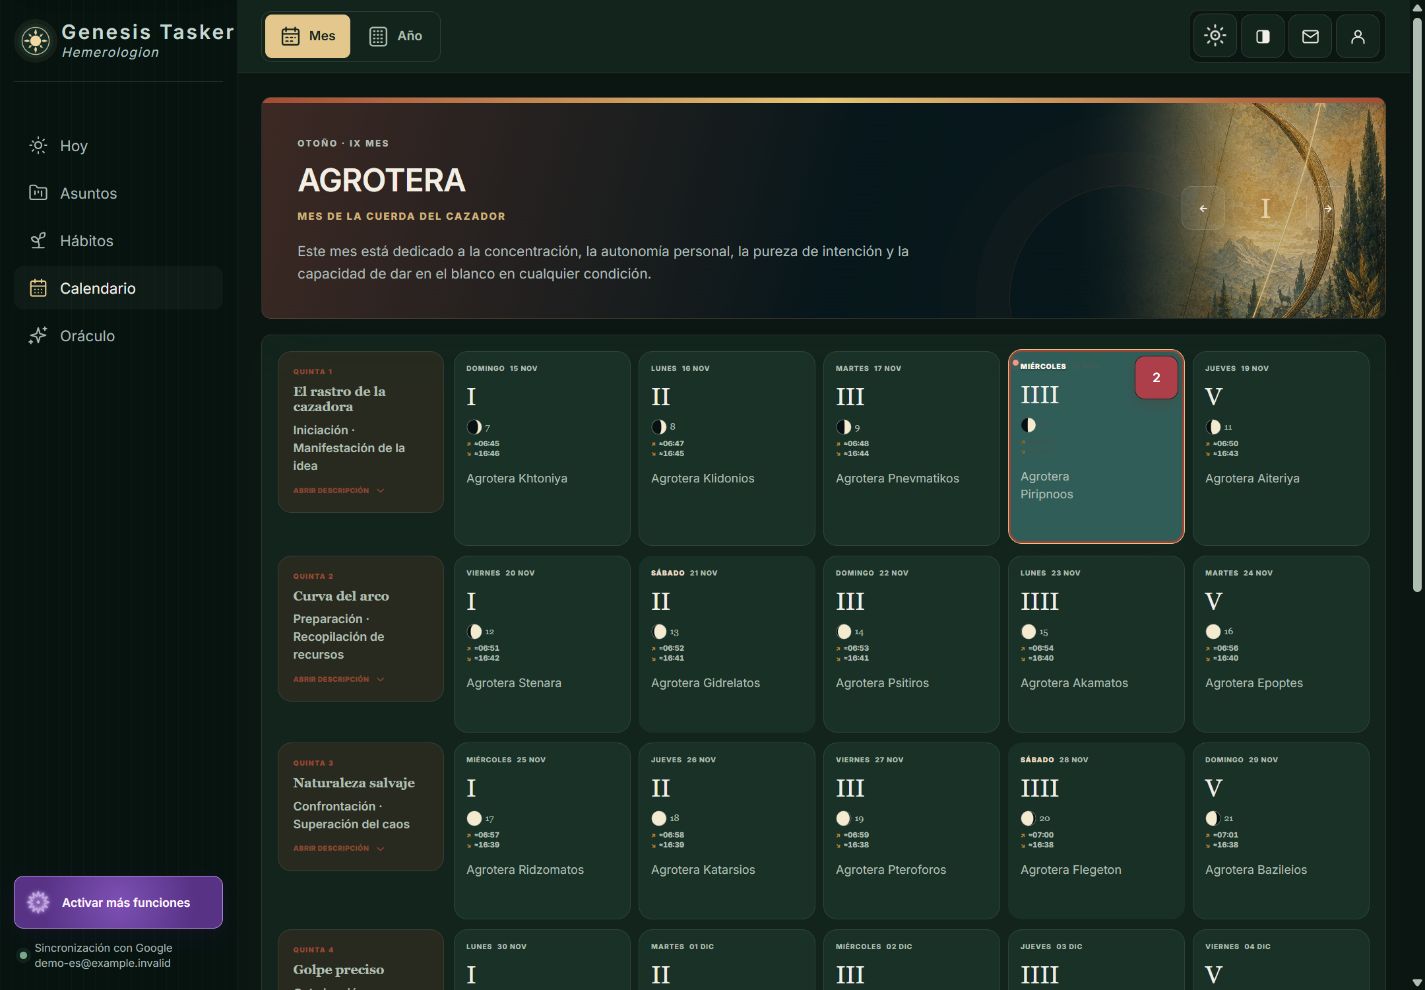 Genesis Tasker
Hemerologion
Hoy
Asuntos
Hábitos
Calendario
Oráculo
Activar más funciones
Sincronización con Google
demo-es@example.invalid
Mes
Año
OTOÑO · IX MES
AGROTERA
MES DE LA CUERDA DEL CAZADOR
Este mes está dedicado a la concentración, la autonomía personal, la pureza de intención y la
capacidad de dar en el blanco en cualquier condición.
I
QUINTA 1
El rastro de la
cazadora
Iniciación ·
Manifestación de la
idea
ABRIR DESCRIPCIÓN
DOMINGO 15 NOV
I
7
≈06:45
≈16:46
Agrotera Khtoniya
LUNES 16 NOV
II
8
≈06:47
≈16:45
Agrotera Klidonios
MARTES 17 NOV
III
9
≈06:48
≈16:44
Agrotera Pnevmatikos
MIÉRCOLES
2
IIII
Agrotera
Piripnoos
JUEVES 19 NOV
V
11
≈06:50
≈16:43
Agrotera Aiteriya
QUINTA 2
Curva del arco
Preparación ·
Recopilación de
recursos
ABRIR DESCRIPCIÓN
VIERNES 20 NOV
I
12
≈06:51
≈16:42
Agrotera Stenara
SÁBADO 21 NOV
II
13
≈06:52
≈16:41
Agrotera Gidrelatos
DOMINGO 22 NOV
III
14
≈06:53
≈16:41
Agrotera Psitiros
LUNES 23 NOV
IIII
15
≈06:54
≈16:40
Agrotera Akamatos
MARTES 24 NOV
V
16
≈06:56
≈16:40
Agrotera Epoptes
QUINTA 3
Naturaleza salvaje
Confrontación ·
Superación del caos
ABRIR DESCRIPCIÓN
MIÉRCOLES 25 NOV
I
17
≈06:57
≈16:39
Agrotera Ridzomatos
JUEVES 26 NOV
II
18
≈06:58
≈16:39
Agrotera Katarsios
VIERNES 27 NOV
III
19
≈06:59
≈16:38
Agrotera Pteroforos
SÁBADO 28 NOV
IIII
20
≈07:00
≈16:38
Agrotera Flegeton
DOMINGO 29 NOV
V
21
≈07:01
≈16:38
Agrotera Bazileios
QUINTA 4
Golpe preciso
LUNES 30 NOV
I
MARTES 01 DIC
II
MIÉRCOLES 02 DIC
III
JUEVES 03 DIC
IIII
VIERNES 04 DIC
V